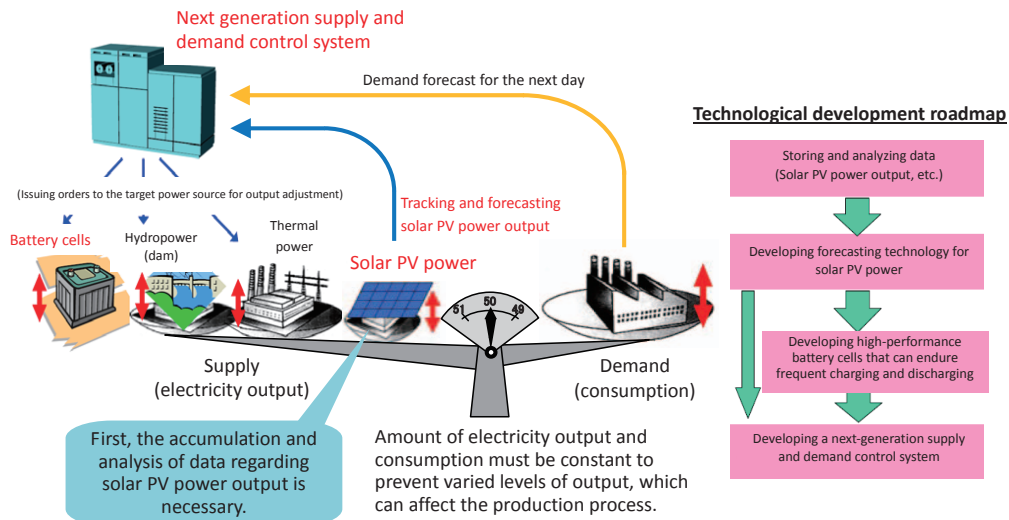 Next generation supply and
demand control system
Demand forecast for the next day
(Issuing orders to the target power source for output adjustment)
Tracking and forecasting
solar PV power output
Battery cells
Hydropower
(dam)
Thermal
power
Solar PV power
51
50
49
Supply
(electricity output)
Demand
(consumption)
First, the accumulation and
analysis of data regarding
solar PV power output is
necessary.
Amount of electricity output and
consumption must be constant to
prevent varied levels of output, which
can affect the production process.
Technological development roadmap
Storing and analyzing data
(Solar PV power output, etc.)
Developing forecasting technology for
solar PV power
Developing high-performance
battery cells that can endure
frequent charging and discharging
Developing a next-generation supply
and demand control system